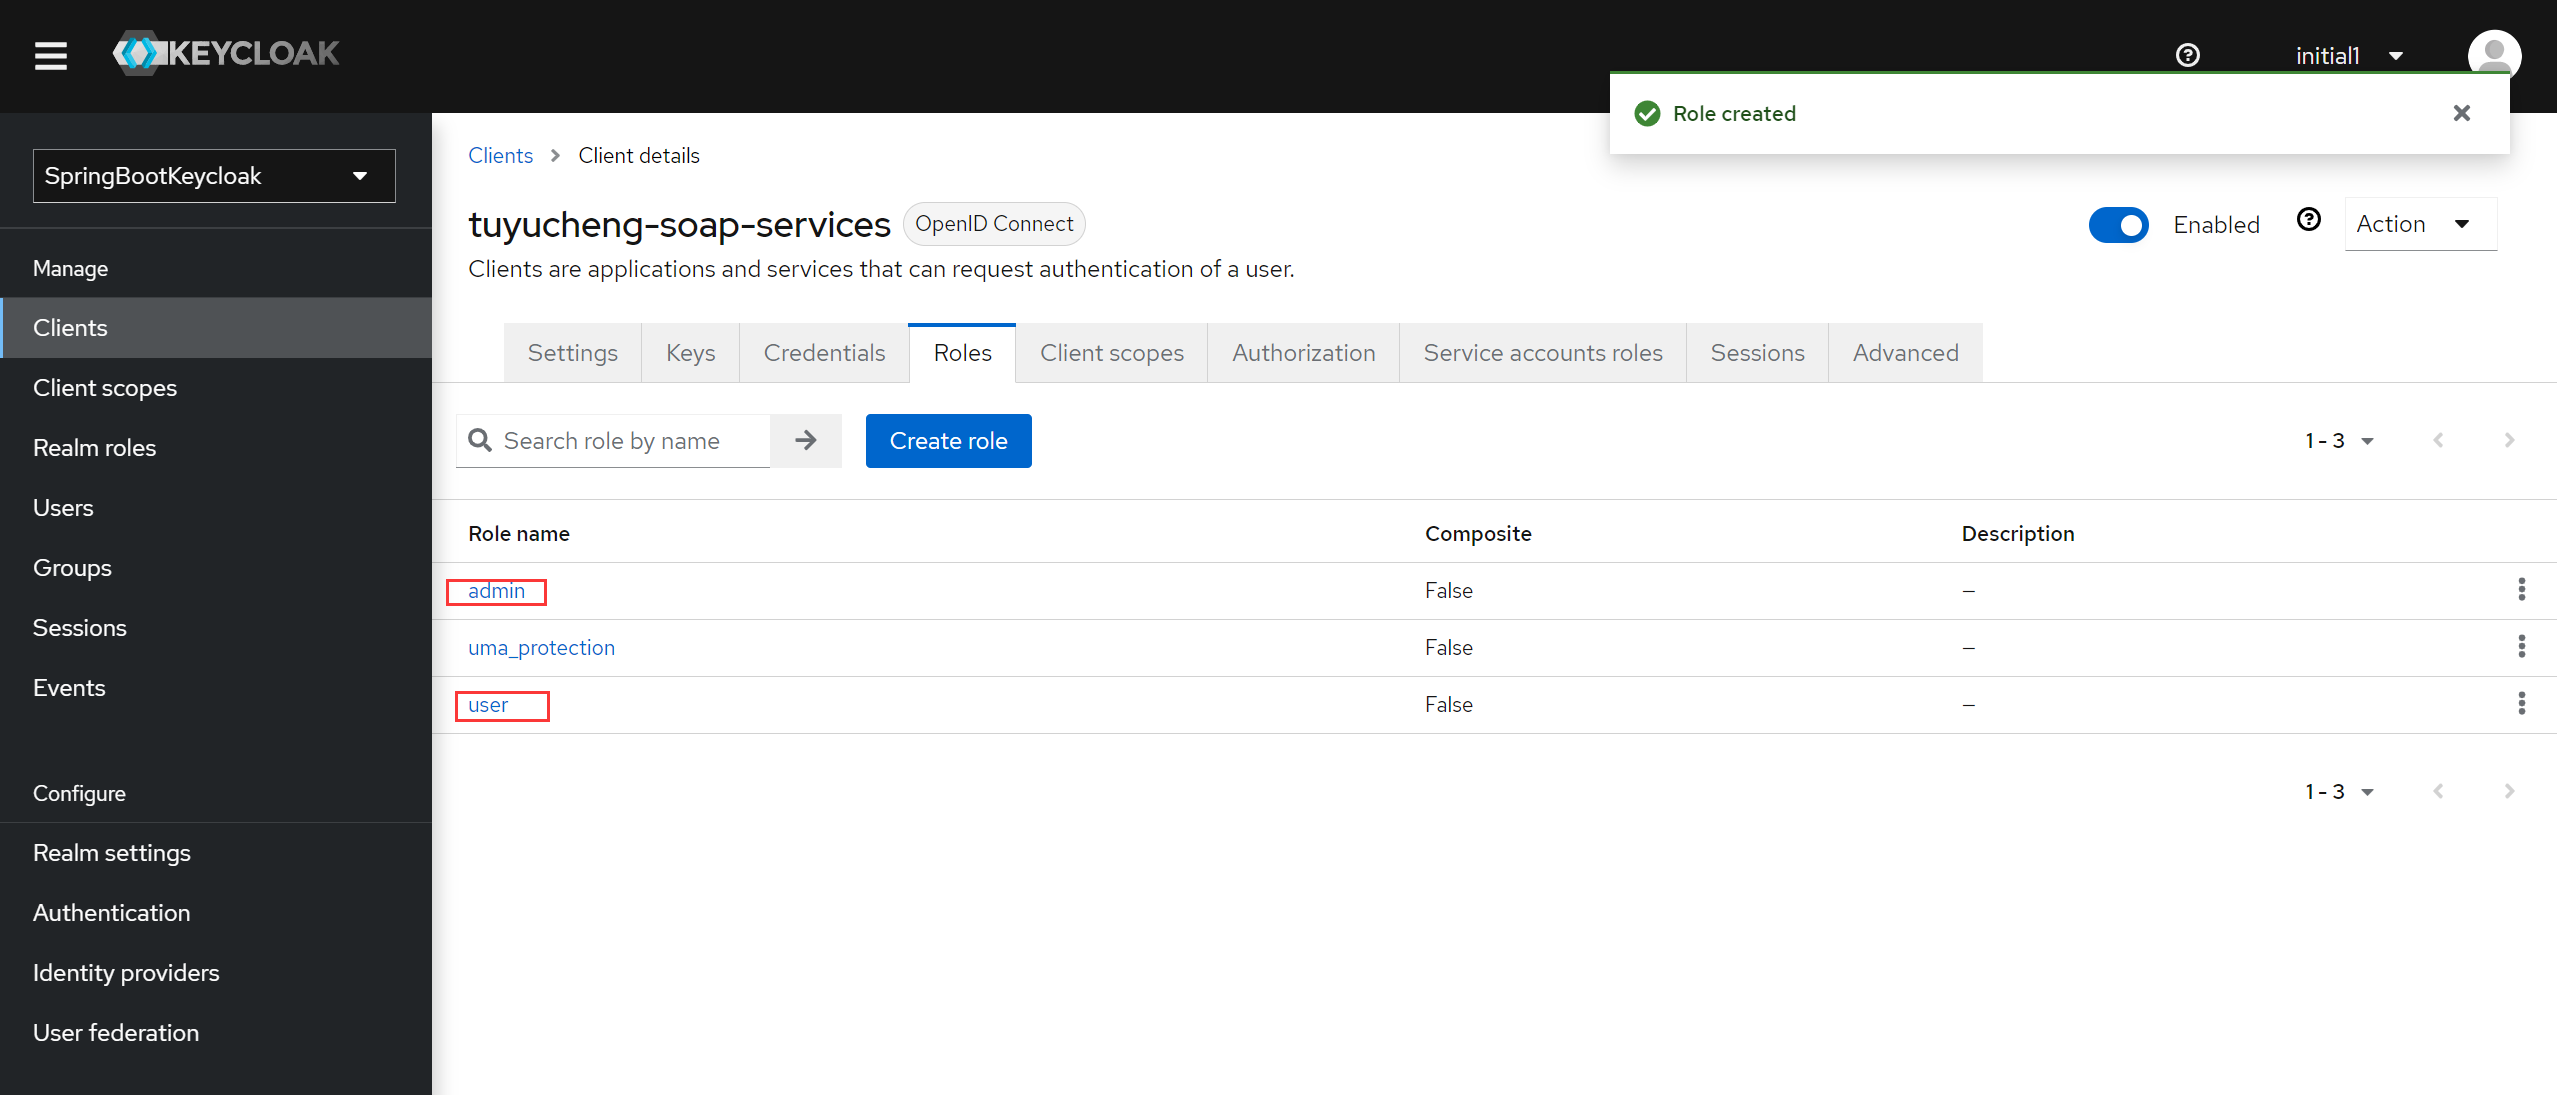 KEYCLOAK
initial1
Role created
SpringBootKeycloak
Manage
Clients
Client scopes
Realm roles
Users
Groups
Sessions
Events
Configure
Realm settings
Authentication
Identity providers
User federation
Clients > Client details
tuyucheng-soap-services OpenID Connect
Enabled
Action
Clients are applications and services that can request authentication of a user.
Settings Keys Credentials Roles Client scopes Authorization Service accounts roles Sessions Advanced
Search role by name
Create role
1 - 3
Role name Composite Description
admin False —
uma_protection False —
user False —
1 - 3